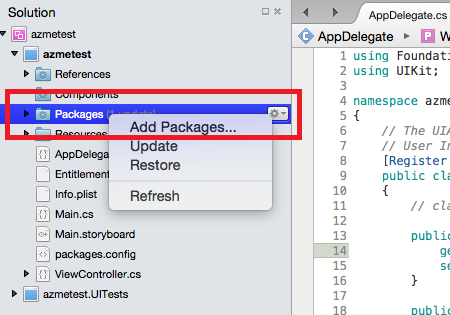 Solution
azmetest
azmetest
References
Components
Packages (1 update)
Add Packages...
Update
Restore
Refresh
Resources
AppDelega
Entitlement
Info.plist
Main.cs
Main.storyboard
packages.config
ViewController.cs
azmetest.UITests
AppDelegate.cs
AppDelegate
W
1 using Foundati
2 using UIKit;
3
4 namespace azme
5 {
6 // The UIA
7 // User In
8 [Register
9 public cla
10 {
11 // cla
12
13 public
14 ge
15 se
16 }
17
18 public